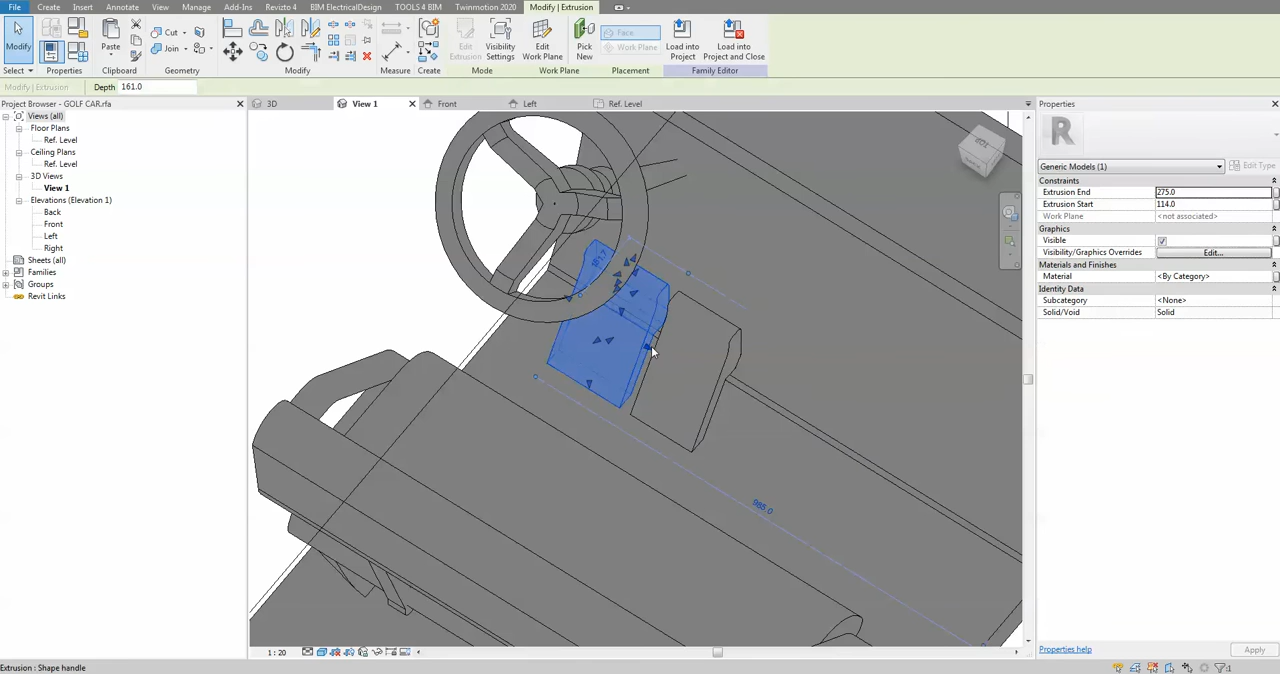 File Create Insert Annotate View Manage Add-Ins Revizto 4 BIM ElectricalDesign TOOLS 4 BIM Twinmotion 2020 Modify | Extrusion
Modify
Paste
Cut
Join
Edit Extrusion
Visibility Settings
Edit Work Plane
Pick New
Face
Work Plane
Load into Project
Load into Project and Close
Select Properties Clipboard Geometry Modify Measure Create Mode Work Plane Placement Family Editor
Modify | Extrusion Depth 161.0
Project Browser - GOLF CAR.rfa
Views (all)
Floor Plans
Ref. Level
Ceiling Plans
Ref. Level
3D Views
View 1
Elevations (Elevation 1)
Back
Front
Left
Right
Sheets (all)
Families
Groups
Revit Links
3D View 1 Front Left Ref. Level
985.0
1 : 20
Properties
R
Generic Models (1) Edit Type
Constraints
Extrusion End 275.0
Extrusion Start 114.0
Work Plane <not associated>
Graphics
Visible
Visibility/Graphics Overrides Edit...
Materials and Finishes
Material <By Category>
Identity Data
Subcategory <None>
Solid/Void Solid
Properties help Apply
Extrusion : Shape handle
:1